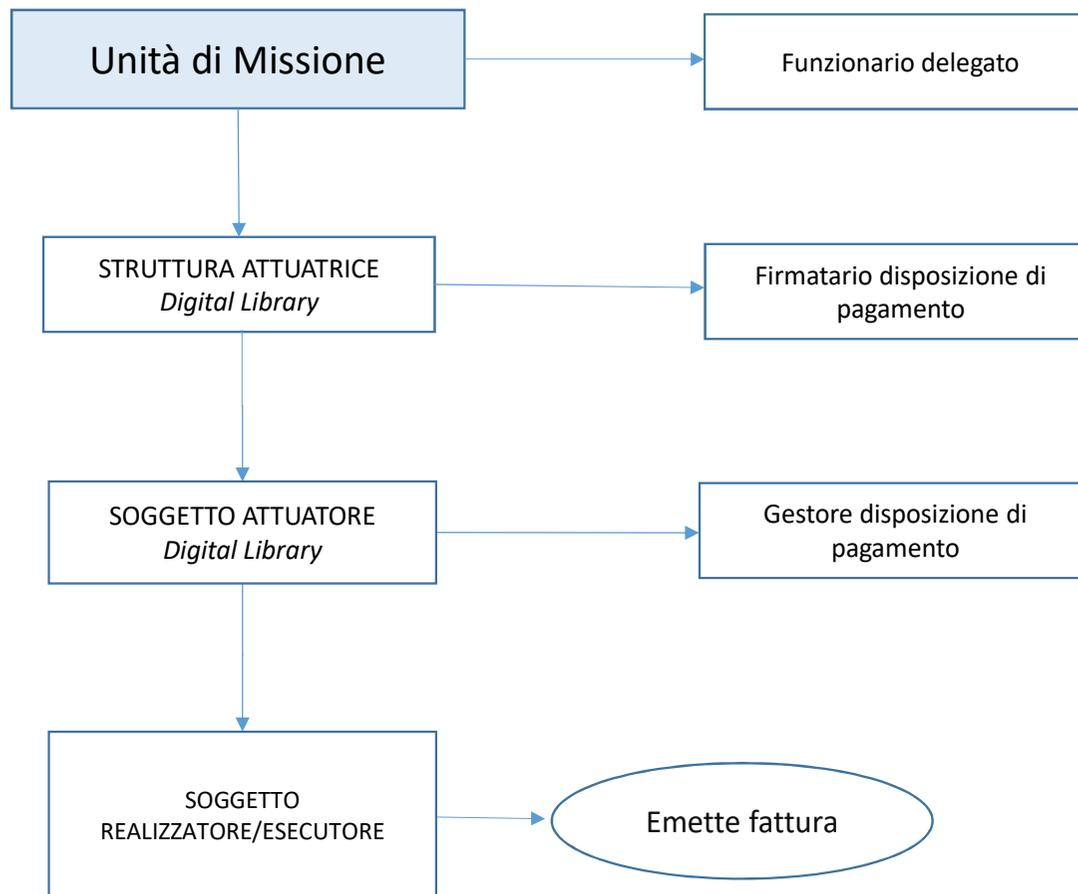 Unità di Missione
Funzionario delegato
STRUTTURA ATTUATRICE
Digital Library
Firmatario disposizione di
pagamento
SOGGETTO ATTUATORE
Digital Library
Gestore disposizione di
pagamento
SOGGETTO
REALIZZATORE/ESECUTORE
Emette fattura